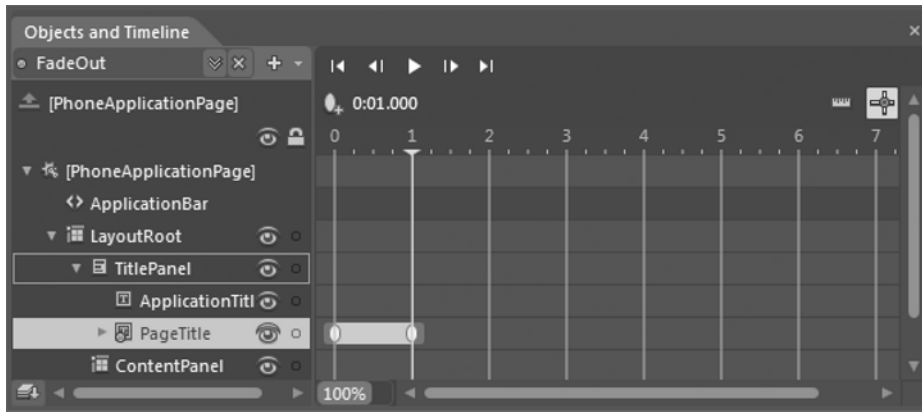 Objects and Timeline
FadeOut
[PhoneApplicationPage]
0:01.000
0 1 2 3 4 5 6 7
[PhoneApplicationPage]
ApplicationBar
LayoutRoot
TitlePanel
ApplicationTitl
PageTitle
ContentPanel
100%